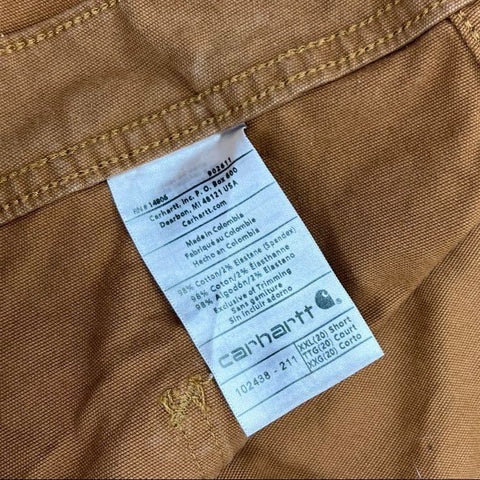 RN # 14806 902611
Carhartt, Inc. P.O. Box 600
Dearborn, MI 48121 USA
Carhartt.com
Made in Colombia
Fabriqué au Colombie
Hecho en Colombia
98% Cotton/2% Elastane (Spandex)
98% Coton/2% Elasthanne
98% Algodón/2% Elastano
Exclusive of Trimming
Sans garniture
Sin incluir adorno
carhartt
102438 - 211
XXL(20) Short
TTG(20) Court
XXG(20) Corto